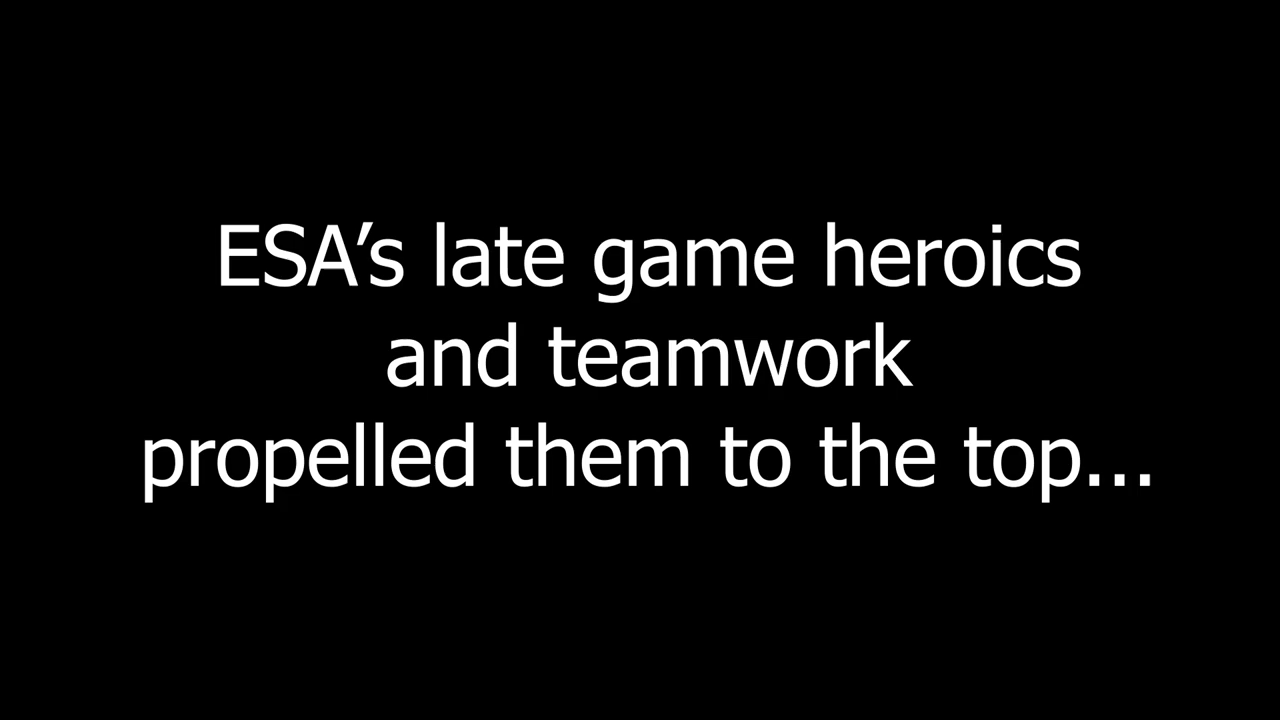 ESA’s late game heroics
and teamwork
propelled them to the top...